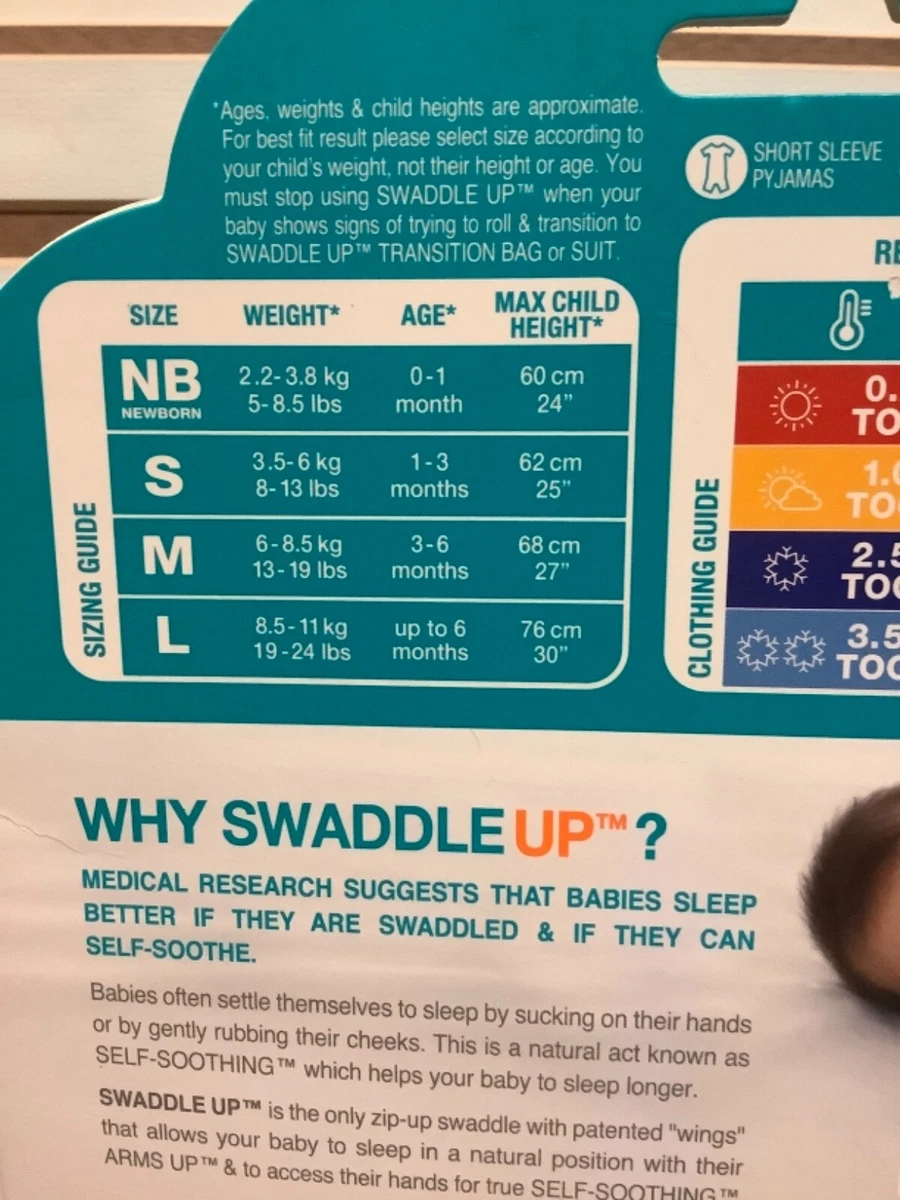 *Ages, weights & child heights are approximate.
For best fit result please select size according to
your child's weight, not their height or age. You
must stop using SWADDLE UP™ when your
baby shows signs of trying to roll & transition to
SWADDLE UP™ TRANSITION BAG or SUIT.
SHORT SLEEVE
PYJAMAS
SIZING GUIDE
SIZE WEIGHT* AGE* MAX CHILD
HEIGHT*
NB 2.2-3.8 kg 0-1 60 cm
NEWBORN 5-8.5 lbs month 24"
S 3.5-6 kg 1-3 62 cm
8-13 lbs months 25"
M 6-8.5 kg 3-6 68 cm
13-19 lbs months 27"
L 8.5-11 kg up to 6 76 cm
19-24 lbs months 30"
CLOTHING GUIDE
WHY SWADDLE UP™?
MEDICAL RESEARCH SUGGESTS THAT BABIES SLEEP
BETTER IF THEY ARE SWADDLED & IF THEY CAN
SELF-SOOTHE.
Babies often settle themselves to sleep by sucking on their hands
or by gently rubbing their cheeks. This is a natural act known as
SELF-SOOTHING™ which helps your baby to sleep longer.
SWADDLE UP™ is the only zip-up swaddle with patented "wings"
that allows your baby to sleep in a natural position with their
ARMS UP™ & to access their hands for true SELF-SOOTHING™